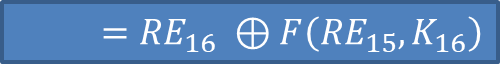 = RE₁₆ ⊕ F(RE₁₅, K₁₆)